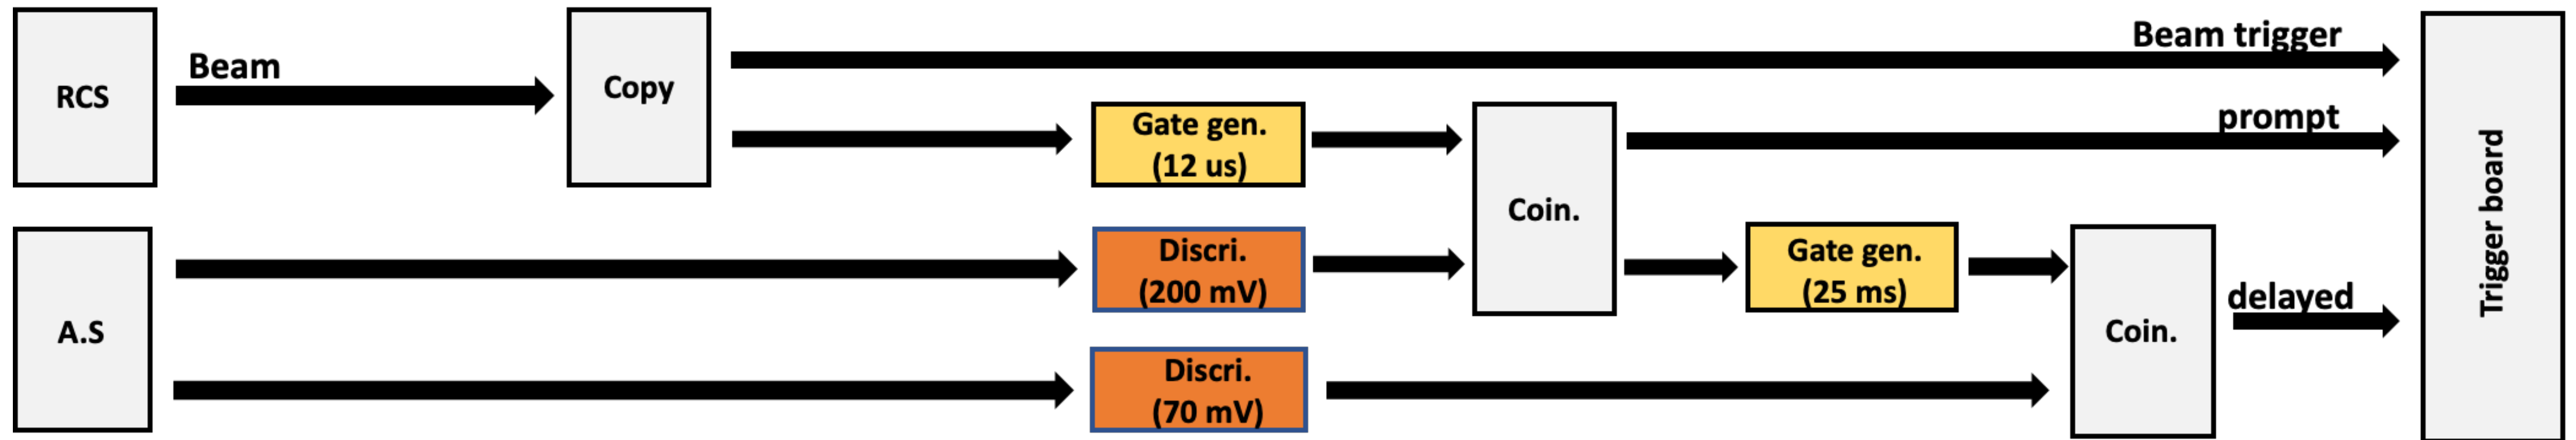 RCS
Beam
Copy
Beam trigger
Gate gen.
(12 us)
prompt
Coin.
Trigger board
A.S
Discri.
(200 mV)
Gate gen.
(25 ms)
Coin.
delayed
Discri.
(70 mV)